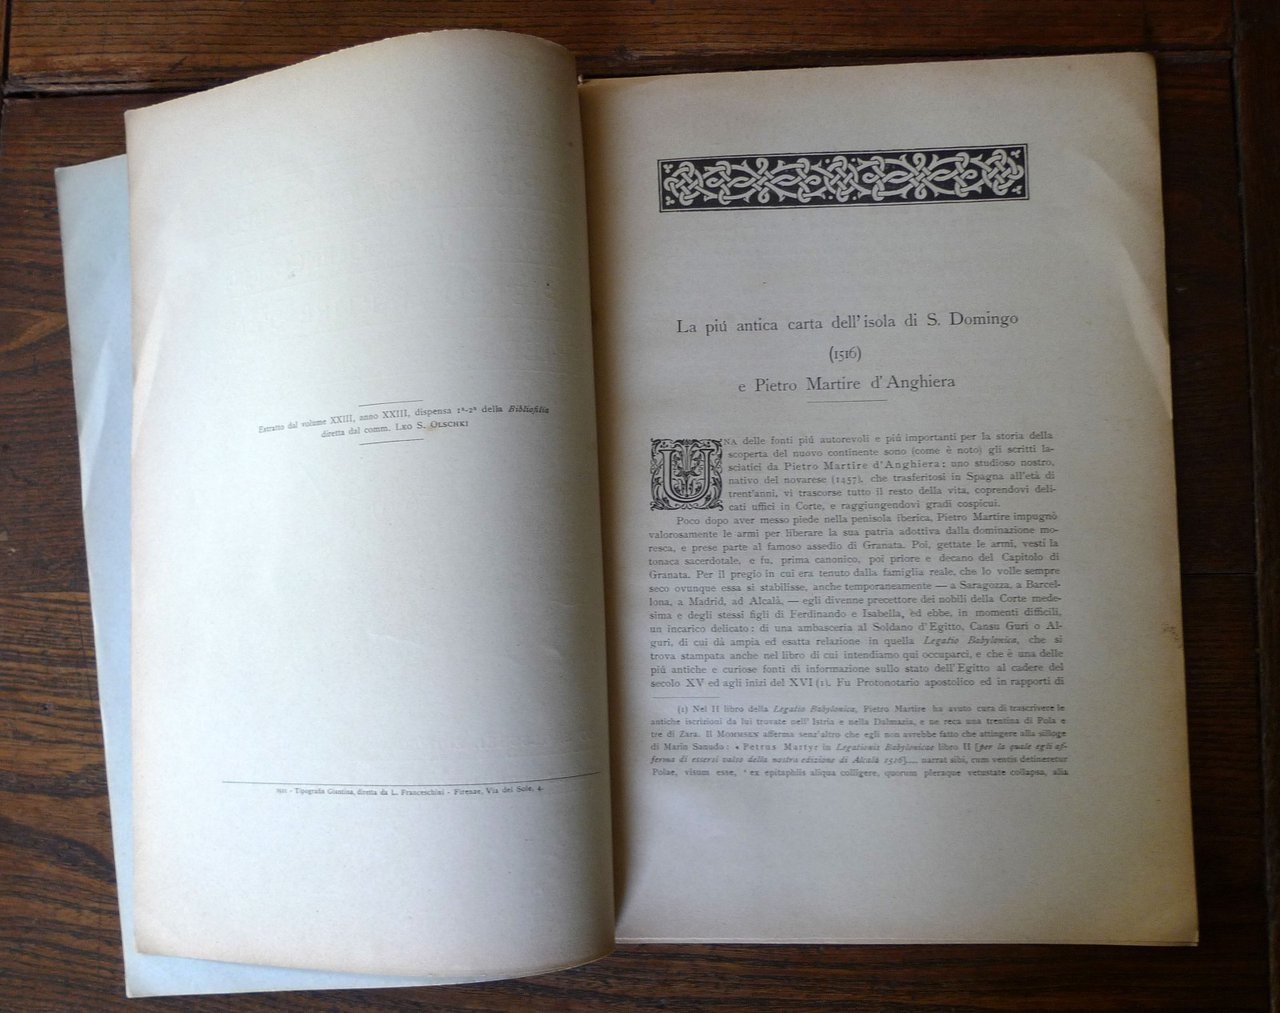 Estratto dal volume XXIII, anno XXIII, dispensa 1ª-2ª della Bibliofilia
diretta dal comm. LEO S. OLSCHKI
- Tipografia Giuntina, diretta da L. Franceschini - Firenze, Via del Sole, 4.
La piú antica carta dell'isola di S. Domingo
(1516)
e Pietro Martire d'Anghiera
UNA delle fonti piú autorevoli e piú importanti per la storia della
scoperta del nuovo continente sono (come è noto) gli scritti la-
sciatici da Pietro Martire d'Anghiera: uno studioso nostro,
nativo del novarese (1457), che trasferitosi in Spagna all'età di
trent'anni, vi trascorse tutto il resto della vita, coprendovi deli-
cati uffici in Corte, e raggiungendovi gradi cospicui.
Poco dopo aver messo piede nella penisola iberica, Pietro Martire impugnò
valorosamente le armi per liberare la sua patria adottiva dalla dominazione mo-
resca, e prese parte al famoso assedio di Granata. Poi, gettate le armi, vestí la
tonaca sacerdotale, e fu, prima canonico, poi priore e decano del Capitolo di
Granata. Per il pregio in cui era tenuto dalla famiglia reale, che lo volle sempre
seco ovunque essa si stabilisse, anche temporaneamente — a Saragozza, a Barcel-
lona, a Madrid, ad Alcalà, — egli divenne precettore dei nobili della Corte mede-
sima e degli stessi figli di Ferdinando e Isabella, ed ebbe, in momenti difficili,
un incarico delicato: di una ambasceria al Soldano d'Egitto, Cansu Guri o Al-
guri, di cui dà ampia ed esatta relazione in quella Legatio Babylonica, che si
trova stampata anche nel libro di cui intendiamo qui occuparci, e che è una delle
piú antiche e curiose fonti di informazione sullo stato dell'Egitto al cadere del
secolo XV ed agli inizi del XVI (1). Fu Protonotario apostolico ed in rapporti di
(1) Nel II libro della Legatio Babylonica, Pietro Martire ha avuto cura di trascrivere le
antiche iscrizioni da lui trovate nell'Istria e nella Dalmazia, e ne reca una trentina di Pola e
tre di Zara. Il MOMMSEN afferma senz'altro che egli non avrebbe fatto che attingere alla silloge
di Marin Sanudo: « Petrus Martyr in Legationis Babylonicae libro II [per la quale egli af-
ferma di essersi valso della nostra edizione di Alcalà 1516].... narrat sibi, cum ventis detineretur
Polae, visum esse, ' ex epitaphiis aliqua colligere, quorum pleraque vetustate collapsa, alia